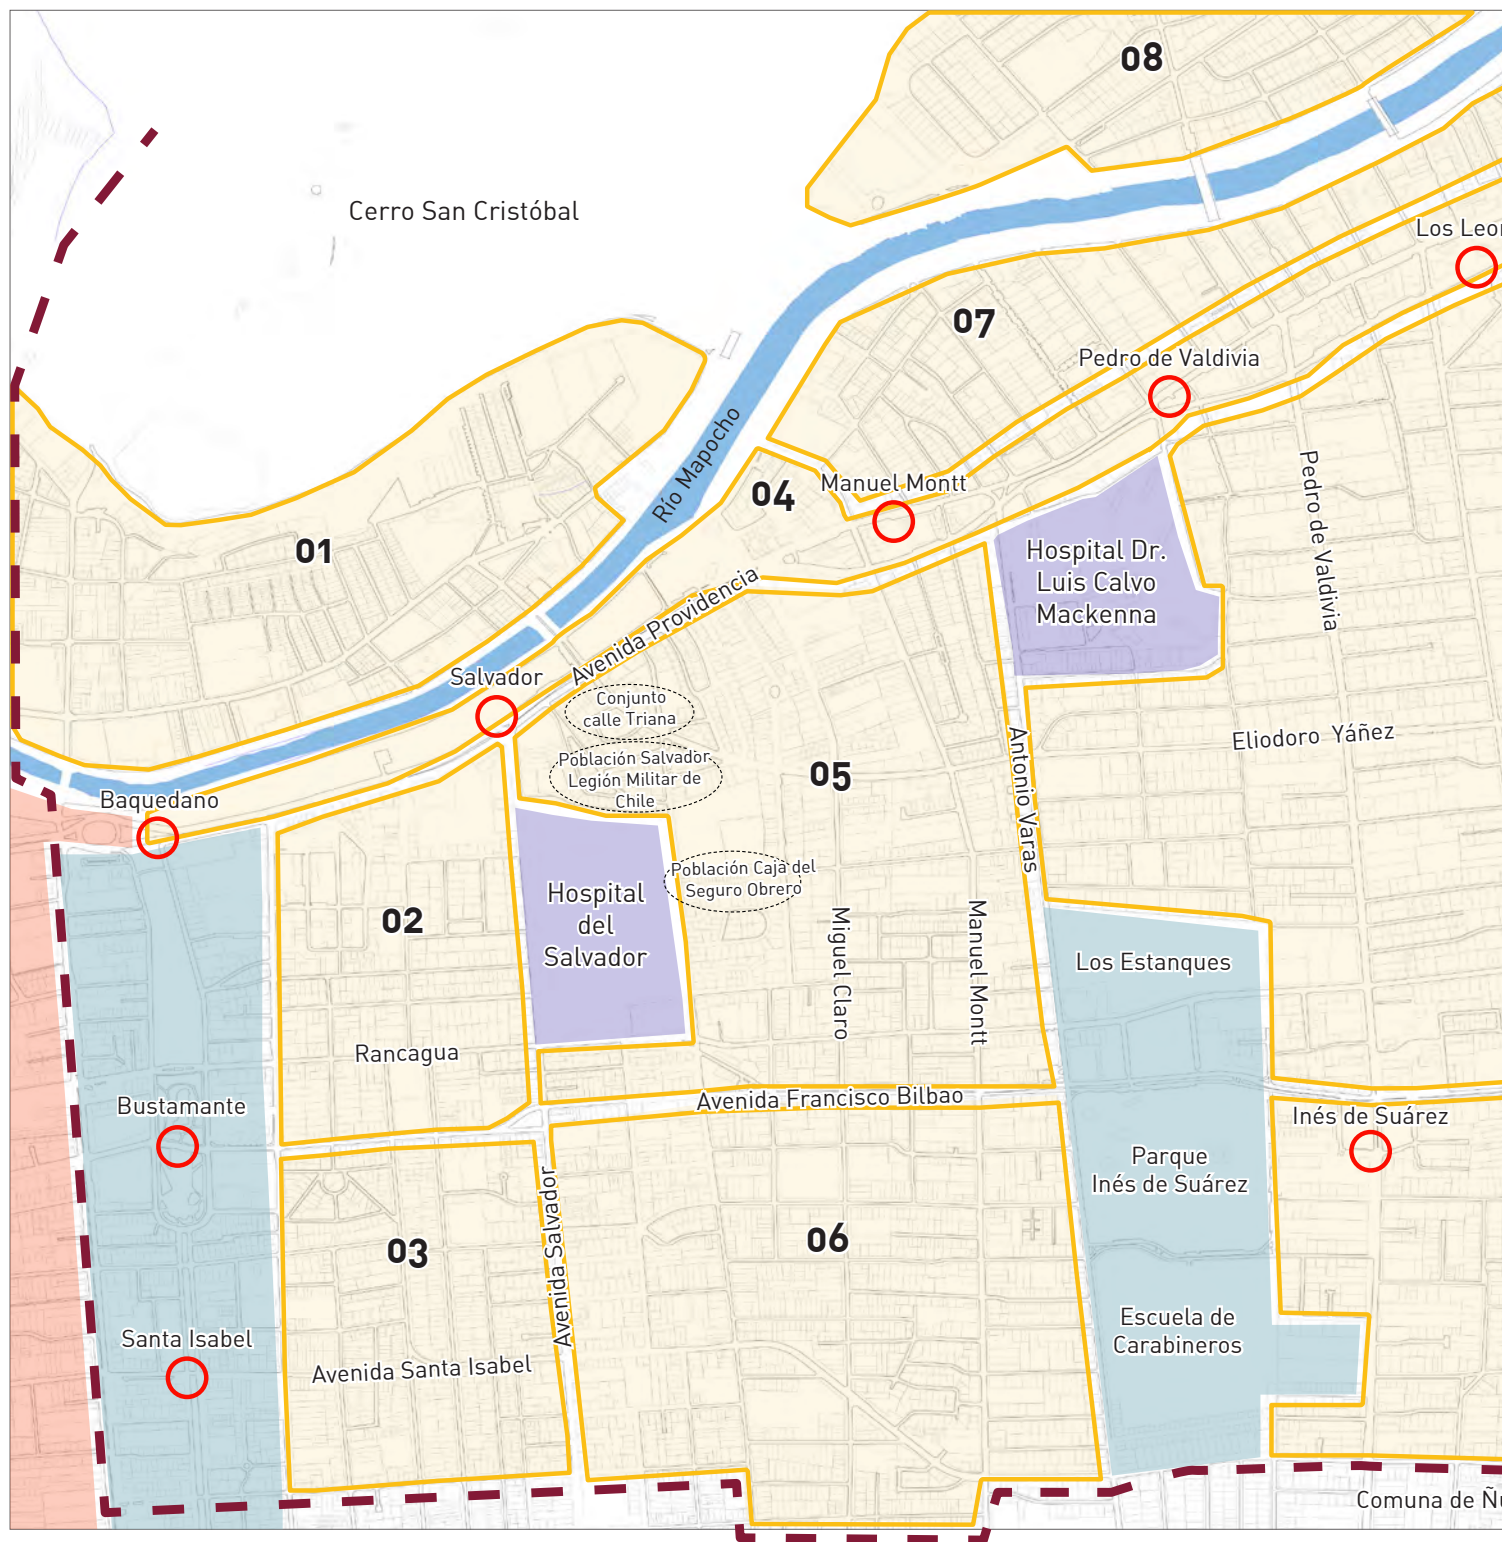 08
Cerro San Cristóbal
Los Leon
07
Pedro de Valdivia
Río Mapocho
Manuel Montt
04
Pedro de Valdivia
01
Hospital Dr.
Luis Calvo
Mackenna
Avenida Providencia
Salvador
Conjunto
calle Triana
Población Salvador
Legión Militar de
Chile
05
Antonio Varas
Eliodoro Yáñez
Baquedano
Población Caja del
Seguro Obrero
02
Hospital
del
Salvador
Miguel Claro
Manuel Montt
Los Estanques
Rancagua
Avenida Francisco Bilbao
Bustamante
Inés de Suárez
Parque
Inés de Suárez
Avenida Salvador
03
06
Santa Isabel
Avenida Santa Isabel
Escuela de
Carabineros
Comuna de Ñu